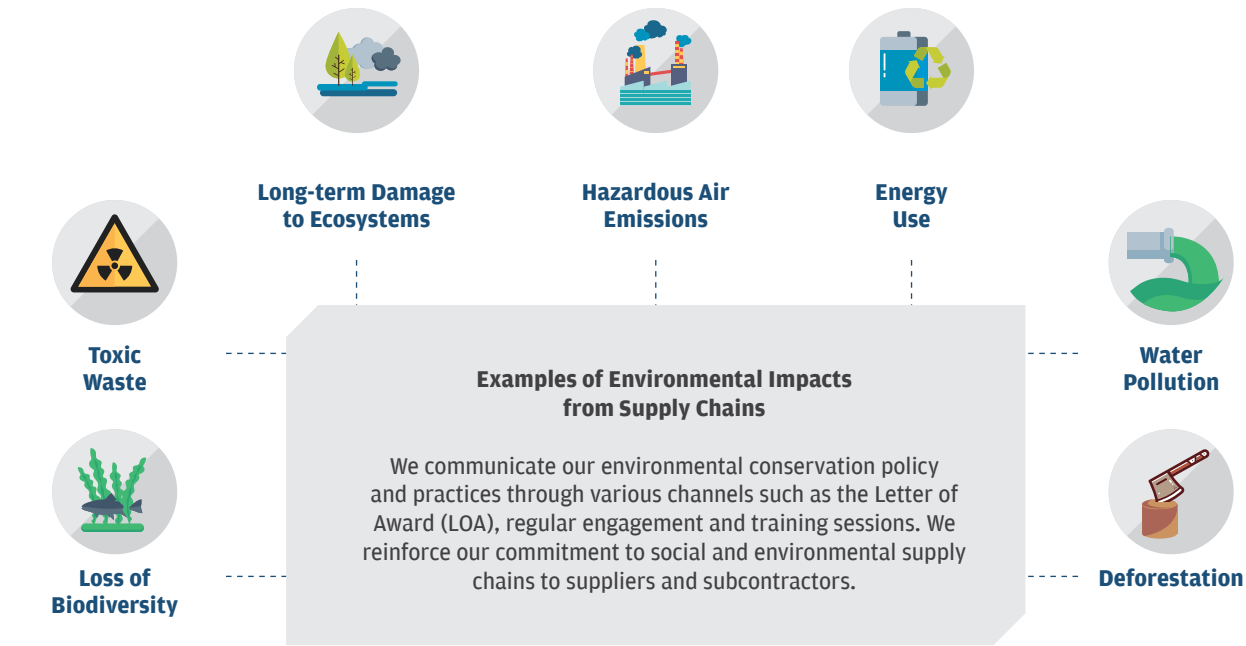 Long-term Damage
to Ecosystems
Hazardous Air
Emissions
Energy
Use
Toxic
Waste
Water
Pollution
Examples of Environmental Impacts
from Supply Chains
We communicate our environmental conservation policy
and practices through various channels such as the Letter of
Award (LOA), regular engagement and training sessions. We
reinforce our commitment to social and environmental supply
chains to suppliers and subcontractors.
Loss of
Biodiversity
Deforestation